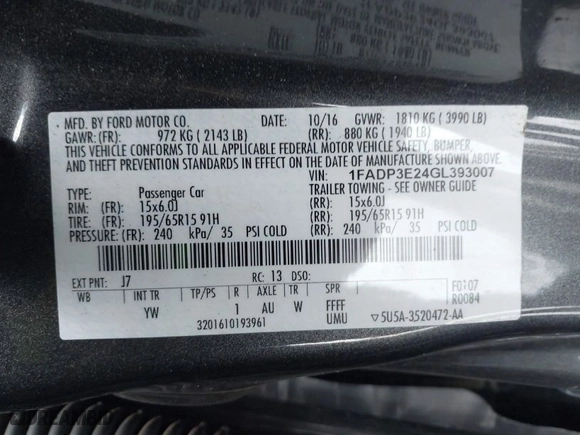 MFD. BY FORD MOTOR CO. DATE: 10/16 GVWR: 1810 KG ( 3990 LB)
GAWR: (FR): 972 KG ( 2143 LB) (RR): 880 KG ( 1940 LB)
THIS VEHICLE CONFORMS TO ALL APPLICABLE FEDERAL MOTOR VEHICLE SAFETY, BUMPER,
AND THEFT PREVENTION STANDARDS IN EFFECT ON THE DATE OF MANUFACTURE SHOWN ABOVE.
VIN: 1FADP3E24GL393007
TYPE: Passenger Car TRAILER TOWING - SEE OWNER GUIDE
RIM: (FR): 15x6.0J (RR): 15x6.0J
TIRE: (FR): 195/65R15 91H (RR): 195/65R15 91H
PRESSURE: (FR): 240 kPa/ 35 PSI COLD (RR): 240 kPa/ 35 PSI COLD
EXT PNT: J7 RC: 13 DSO: F0107
WB INT TR TP/PS R AXLE TR SPR R0084
YW 1 AU W FFFF
3201610193961 UMU ▽5U5A-3520472-AA